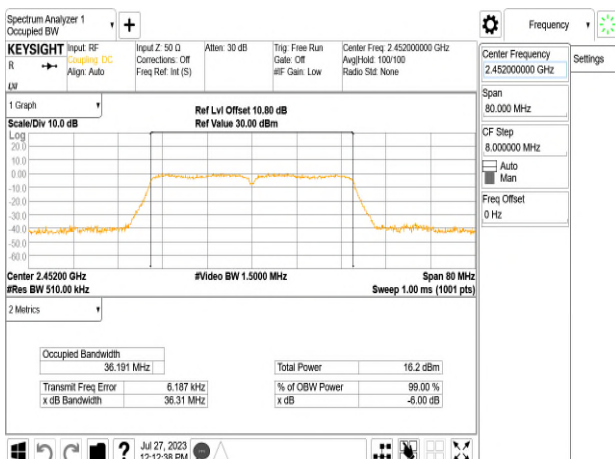 Spectrum Analyzer 1
Occupied BW
Frequency
KEYSIGHT
R
Input: RF
Coupling: DC
Align: Auto
Input Z: 50 Ω
Corrections: Off
Freq Ref: Int (S)
Atten: 30 dB
Trig: Free Run
Gate: Off
#IF Gain: Low
Center Freq: 2.452000000 GHz
Avg|Hold: 100/100
Radio Std: None
Center Frequency
2.452000000 GHz
Settings
Span
80.000 MHz
CF Step
8.000000 MHz
Auto
Man
Freq Offset
0 Hz
1 Graph
Scale/Div 10.0 dB
Ref Lvl Offset 10.80 dB
Ref Value 30.00 dBm
Log
20.0
10.0
0.00
-10.0
-20.0
-30.0
-40.0
-50.0
-60.0
Center 2.45200 GHz
#Res BW 510.00 kHz
#Video BW 1.5000 MHz
Span 80 MHz
Sweep 1.00 ms (1001 pts)
2 Metrics
Occupied Bandwidth
36.191 MHz
Transmit Freq Error 6.187 kHz
x dB Bandwidth 36.31 MHz
Total Power 16.2 dBm
% of OBW Power 99.00 %
x dB -6.00 dB
?
Jul 27, 2023
12:12:38 PM